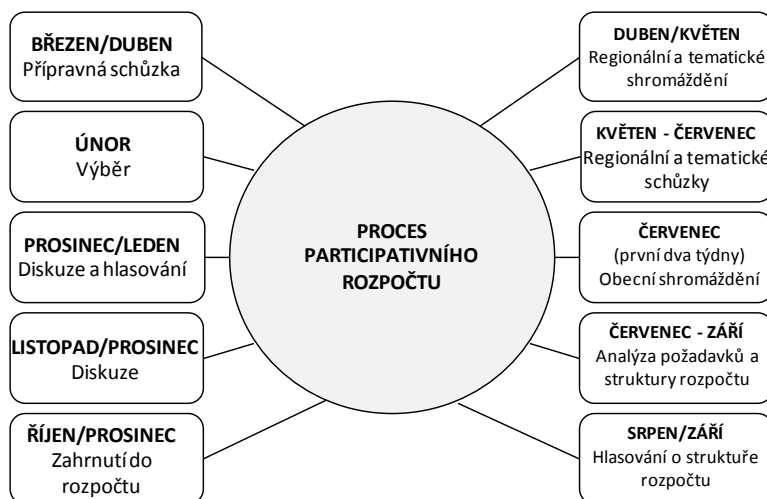 BŘEZEN/DUBEN
Přípravná schůzka
ÚNOR
Výběr
PROSINEC/LEDEN
Diskuze a hlasování
LISTOPAD/PROSINEC
Diskuze
ŘÍJEN/PROSINEC
Zahrnutí do
rozpočtu
PROCES
PARTICIPATIVNÍHO
ROZPOČTU
DUBEN/KVĚTEN
Regionální a tematické
shromáždění
KVĚTEN - ČERVENEC
Regionální a tematické
schůzky
ČERVENEC
(první dva týdny)
Obecní shromáždění
ČERVENEC - ZÁŘÍ
Analýza požadavků a
struktury rozpočtu
SRPEN/ZÁŘÍ
Hlasování o struktuře
rozpočtu